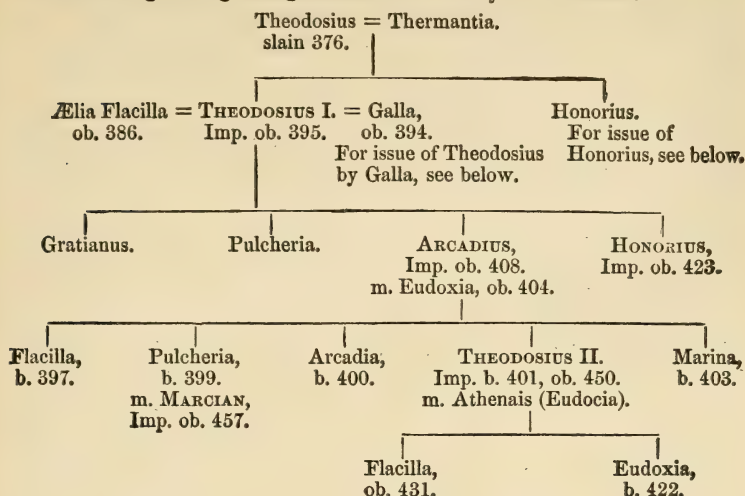 Theodosius = Thermantia.
slain 376.
Ælia Flacilla = THEODOSIUS I. = Galla,
ob. 386. Imp. ob. 395. ob. 394.
For issue of Theodosius
by Galla, see below.
Honorius.
For issue of
Honorius, see below.
Gratianus. Pulcheria. ARCADIUS, HONORIUS,
Imp. ob. 408. Imp. ob. 423.
m. Eudoxia, ob. 404.
Flacilla, Pulcheria, Arcadia, THEODOSIUS II. Marina,
b. 397. b. 399. b. 400. Imp. b. 401, ob. 450. b. 403.
m. MARCIAN, m. Athenais (Eudocia).
Imp. ob. 457.
Flacilla, Eudoxia,
ob. 431. b. 422.